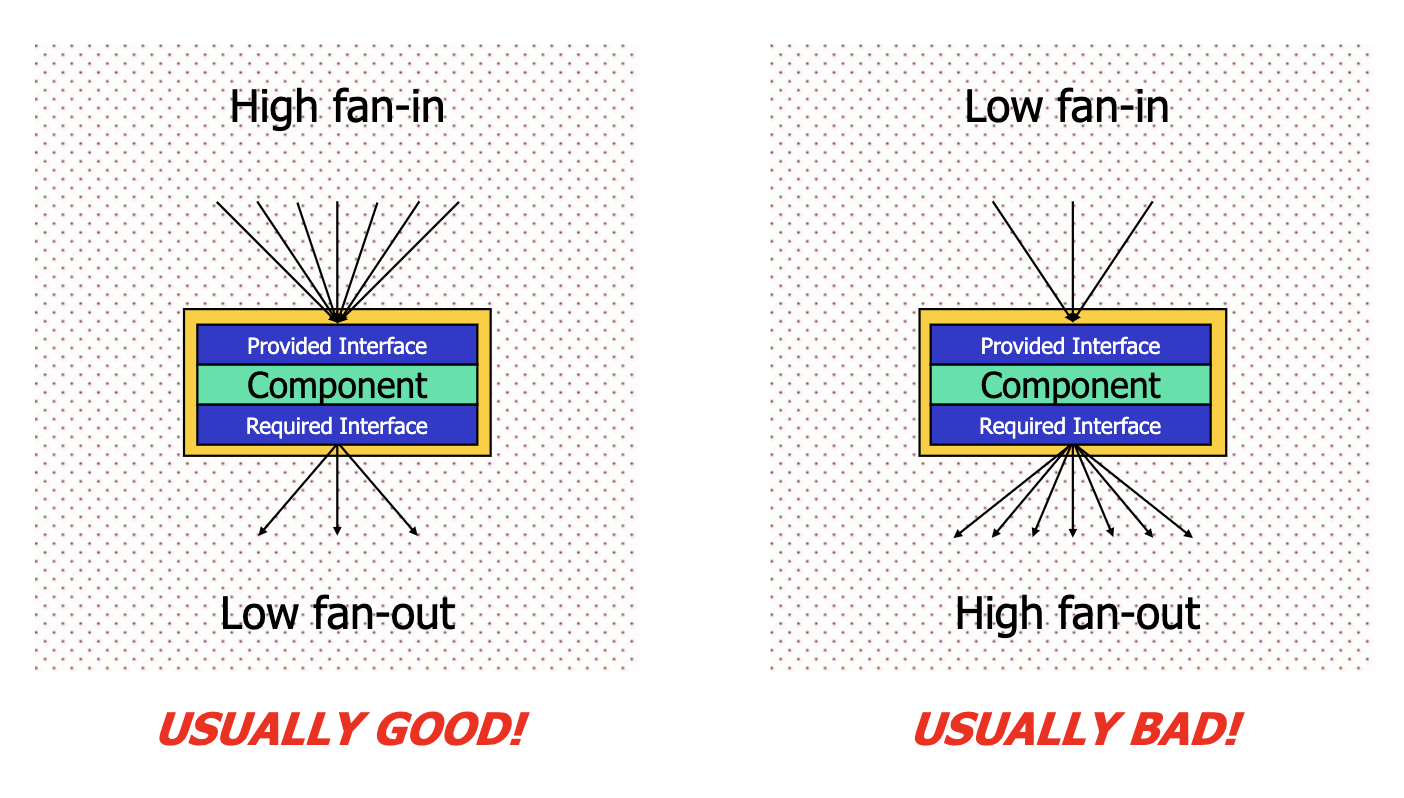 High fan-in
Provided Interface
Component
Required Interface
Low fan-out
USUALLY GOOD!
Low fan-in
Provided Interface
Component
Required Interface
High fan-out
USUALLY BAD!